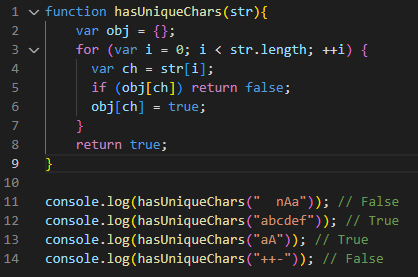 1 function hasUniqueChars(str){
2     var obj = {};
3     for (var i = 0; i < str.length; ++i) {
4       var ch = str[i];
5       if (obj[ch]) return false;
6       obj[ch] = true;
7     }
8     return true;
9 }
10
11 console.log(hasUniqueChars("  nAa")); // False
12 console.log(hasUniqueChars("abcdef")); // True
13 console.log(hasUniqueChars("aA")); // True
14 console.log(hasUniqueChars("++-")); // False